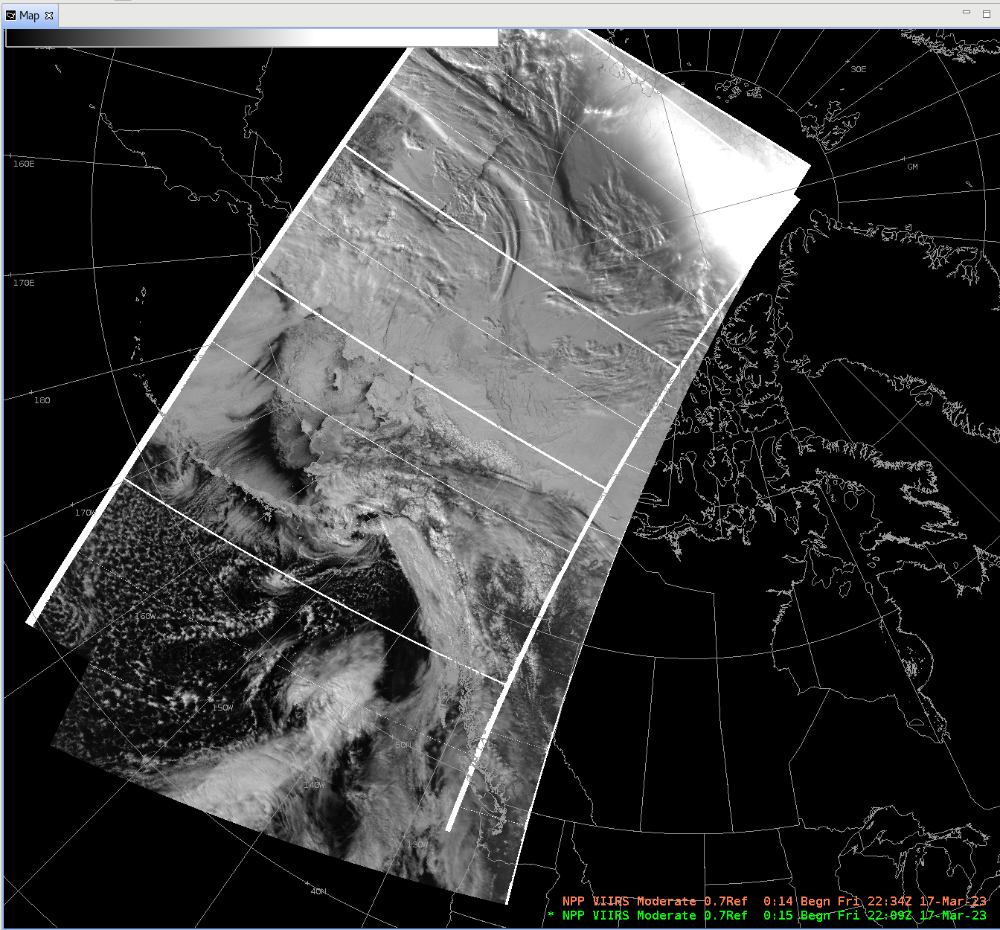 Map
30E
160E
GM
170E
180
170W
160W
150W
50N
140W
130W
40N
NPP VIIRS Moderate 0.7Ref 0:14 Begn Fri 22:34Z 17-Mar-23
* NPP VIIRS Moderate 0.7Ref 0:15 Begn Fri 22:09Z 17-Mar-23